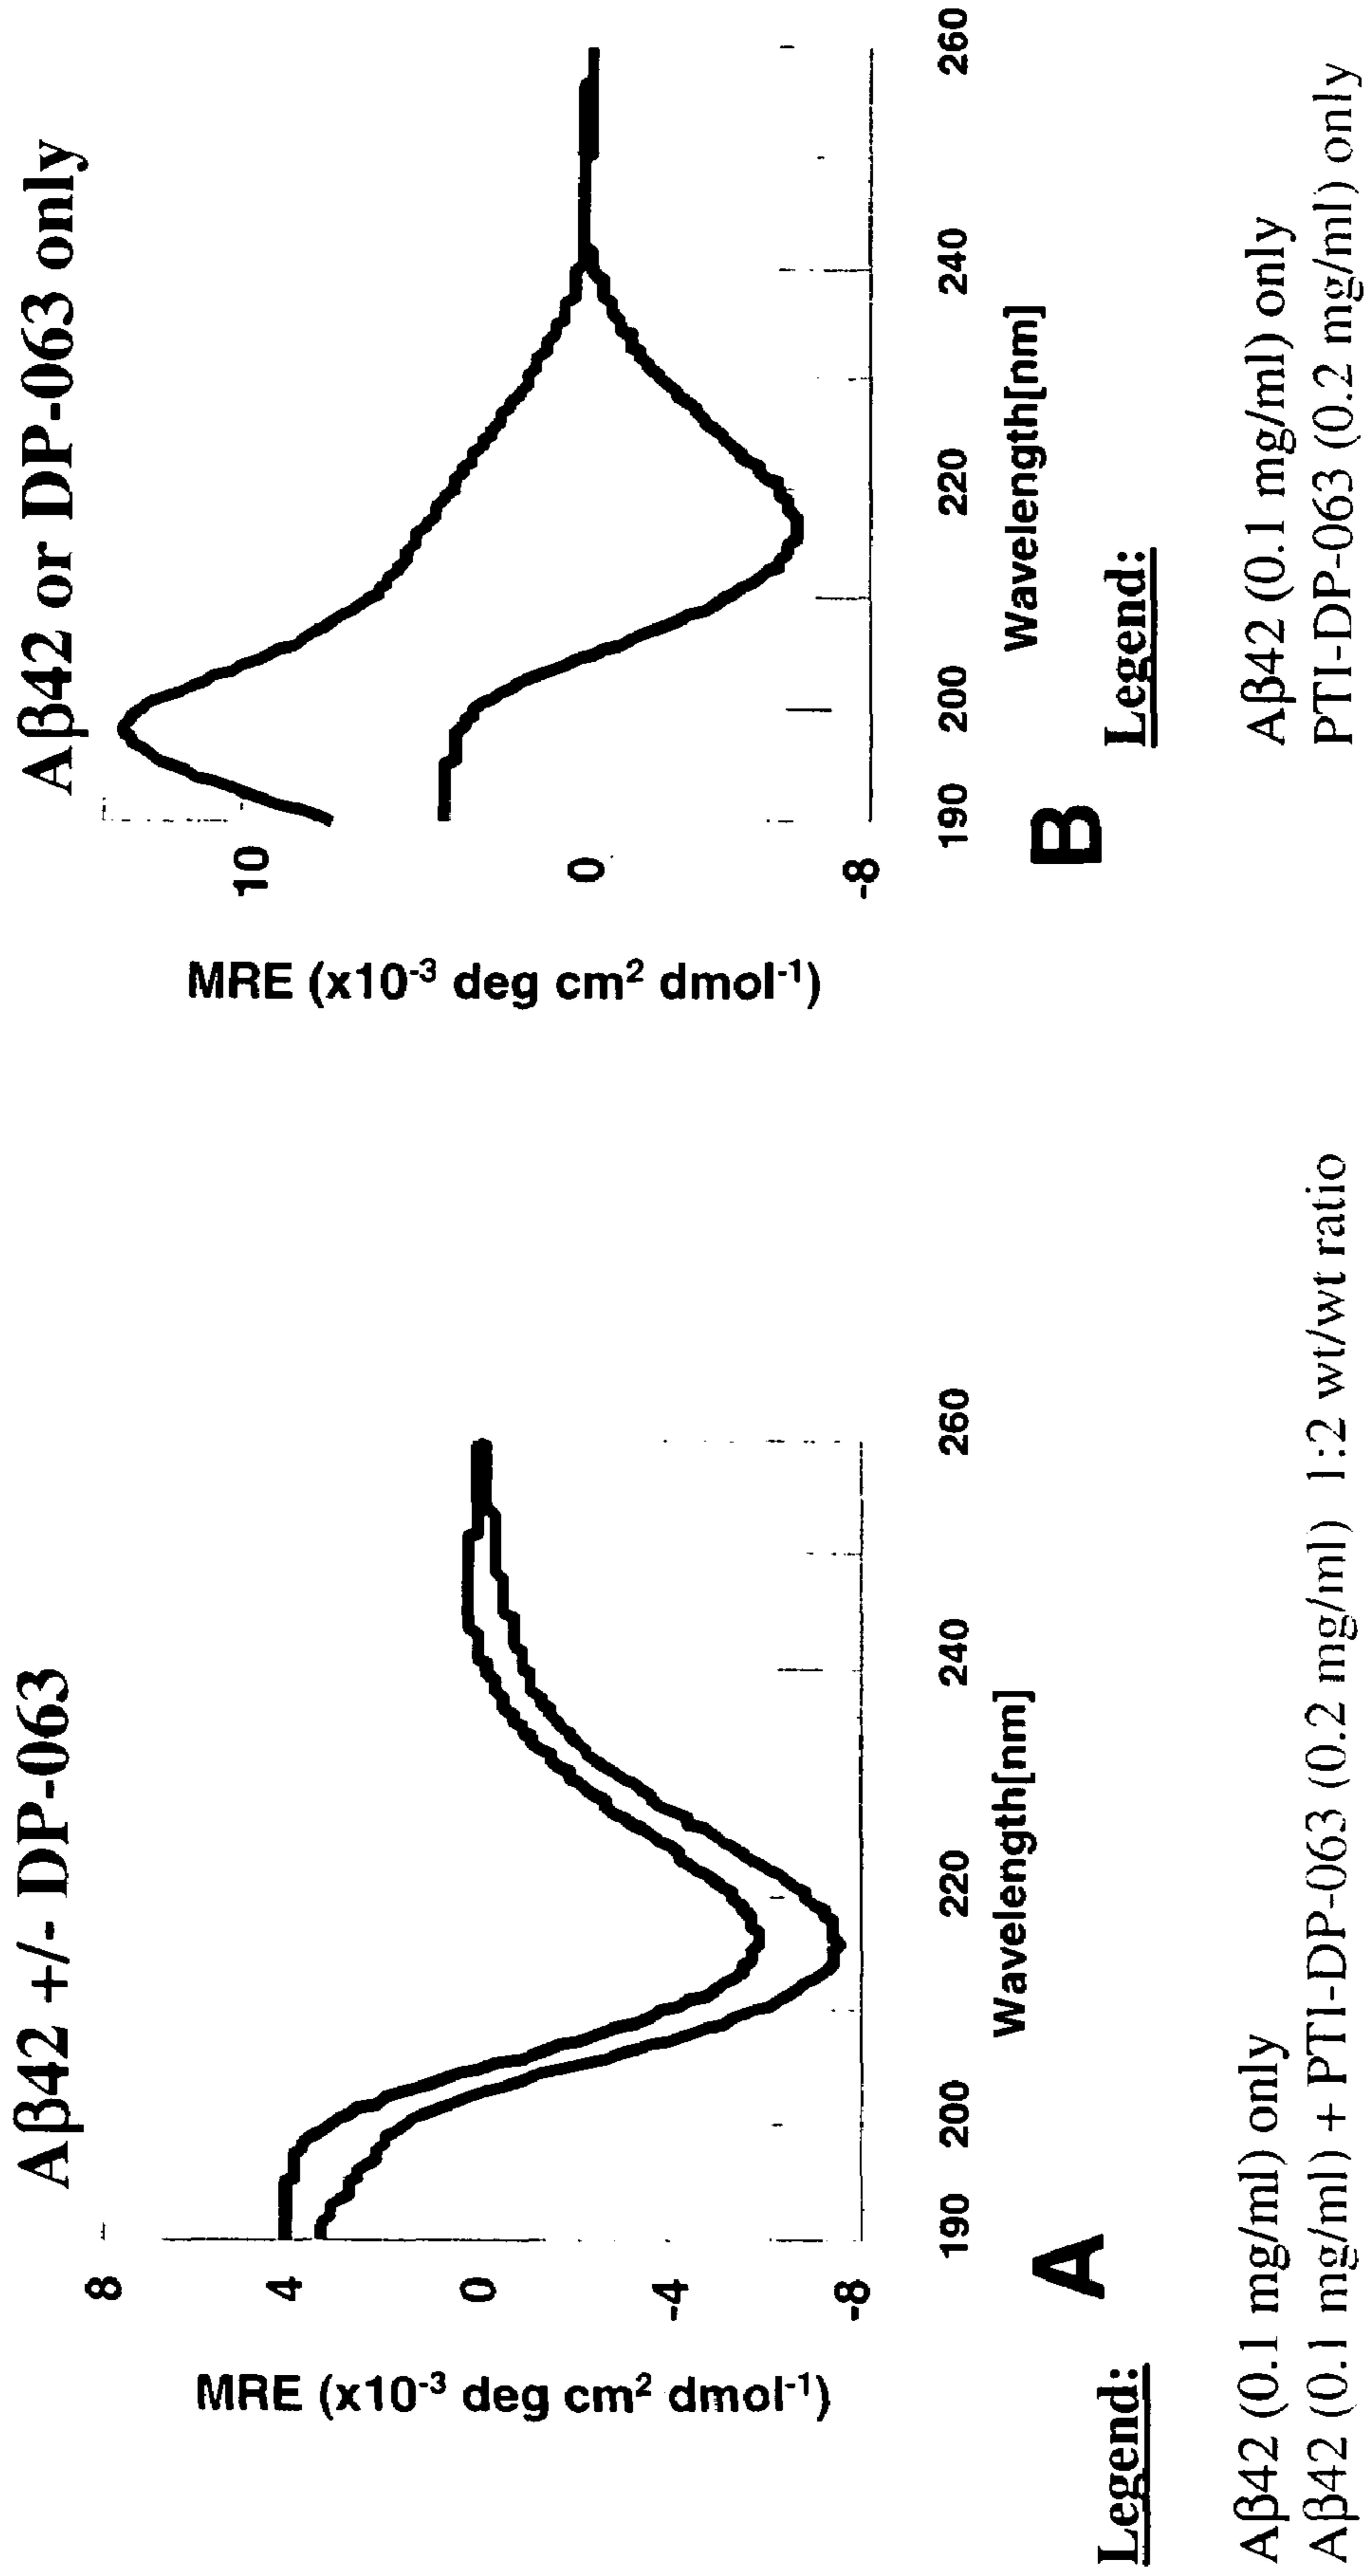 Aβ42 +/- DP-063
8
4
0
-4
-8
MRE (x10⁻³ deg cm² dmol⁻¹)
190 200 220 240 260
Wavelength[nm]
A
Legend:
Aβ42 (0.1 mg/ml) only
Aβ42 (0.1 mg/ml) + PTI-DP-063 (0.2 mg/ml) 1:2 wt/wt ratio
Aβ42 or DP-063 only
10
0
-8
MRE (x10⁻³ deg cm² dmol⁻¹)
190 200 220 240 260
Wavelength[nm]
B
Legend:
Aβ42 (0.1 mg/ml) only
PTI-DP-063 (0.2 mg/ml) only